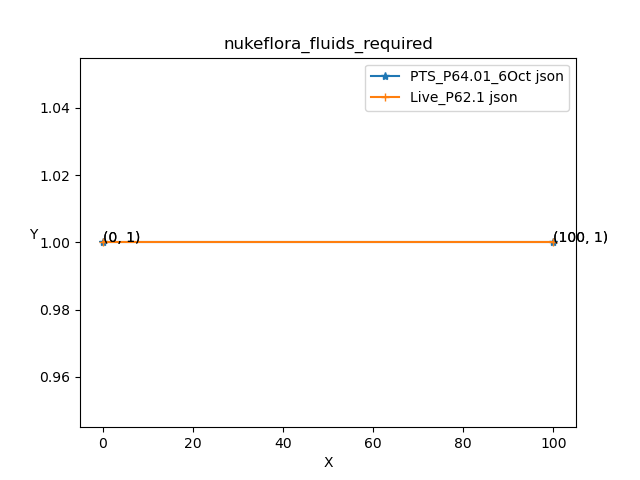 nukeflora_fluids_required
PTS_P64.01_6Oct json
Live_P62.1 json
1.04
1.02
Y
1.00
(0, 1)
(100, 1)
0.98
0.96
0
20
40
60
80
100
X